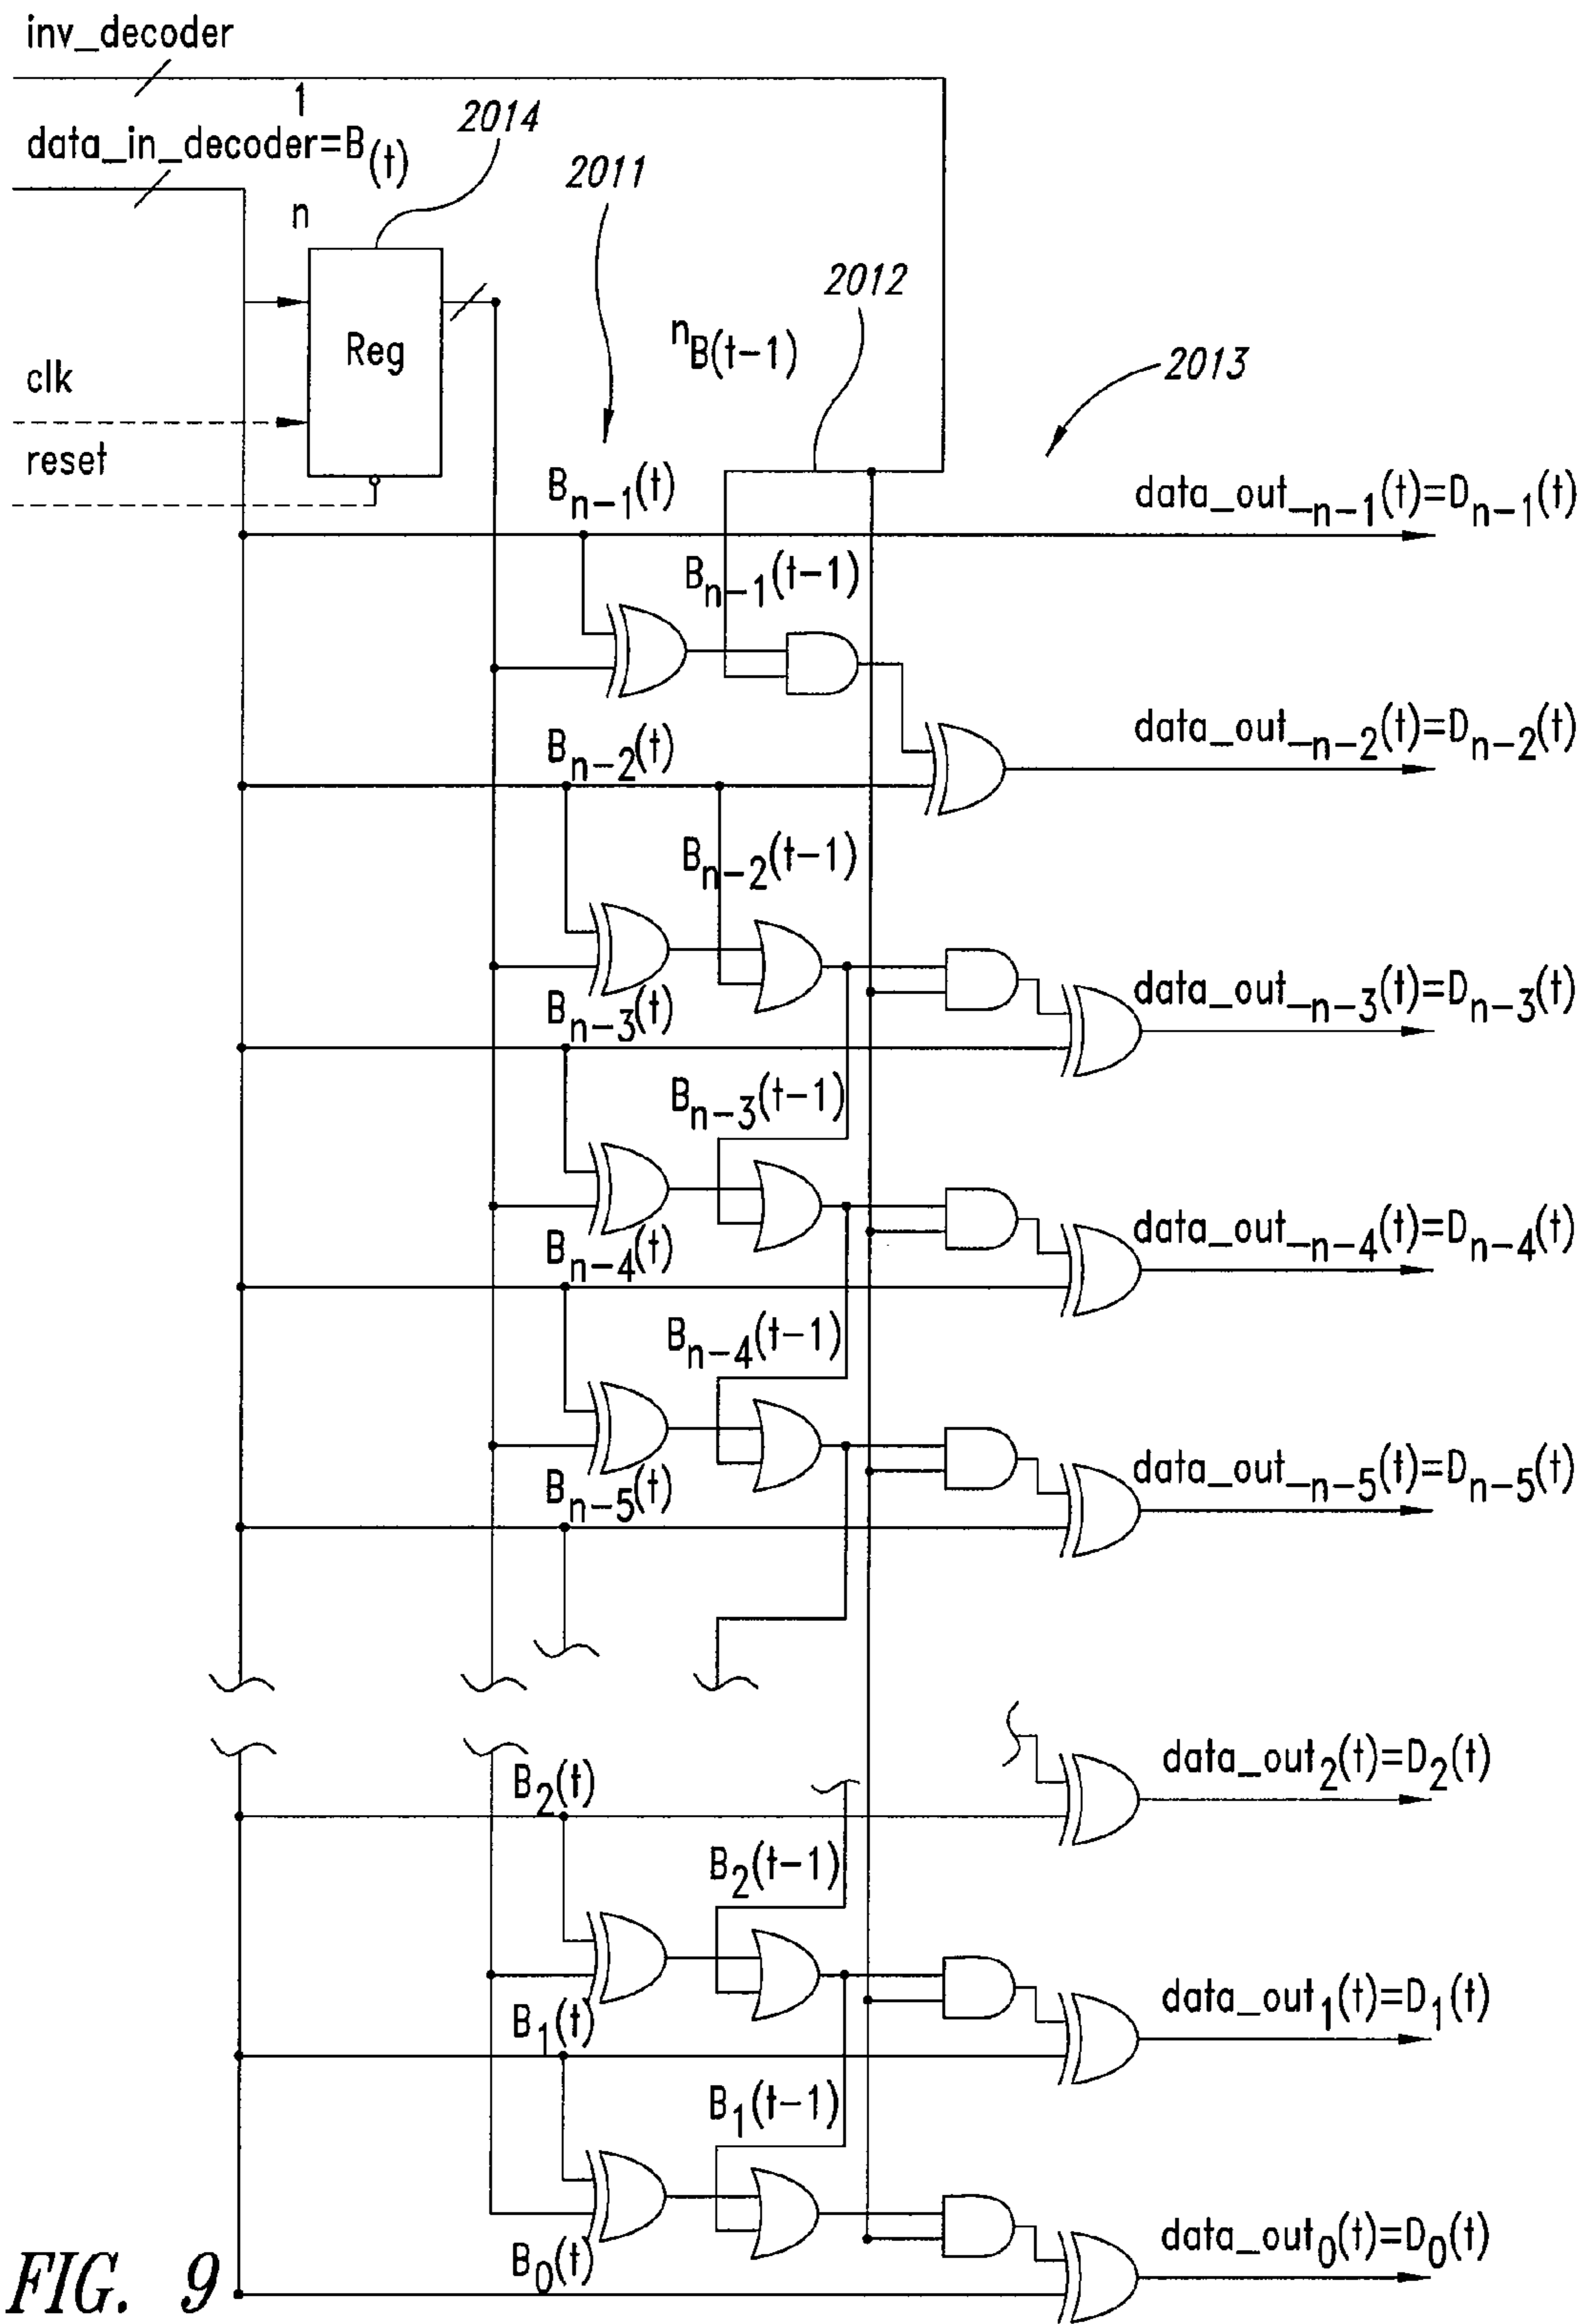 inv_decoder
1
data_in_decoder=B(t)
2014
2011
n
2012
nB(t-1)
Reg
2013
clk
reset
Bn-1(t)
data_out_n-1(t)=Dn-1(t)
Bn-1(t-1)
Bn-2(t)
data_out_n-2(t)=Dn-2(t)
Bn-2(t-1)
Bn-3(t)
data_out_n-3(t)=Dn-3(t)
Bn-3(t-1)
Bn-4(t)
data_out_n-4(t)=Dn-4(t)
Bn-4(t-1)
Bn-5(t)
data_out_n-5(t)=Dn-5(t)
B2(t)
data_out2(t)=D2(t)
B2(t-1)
B1(t)
data_out1(t)=D1(t)
B1(t-1)
B0(t)
data_out0(t)=D0(t)
FIG. 9